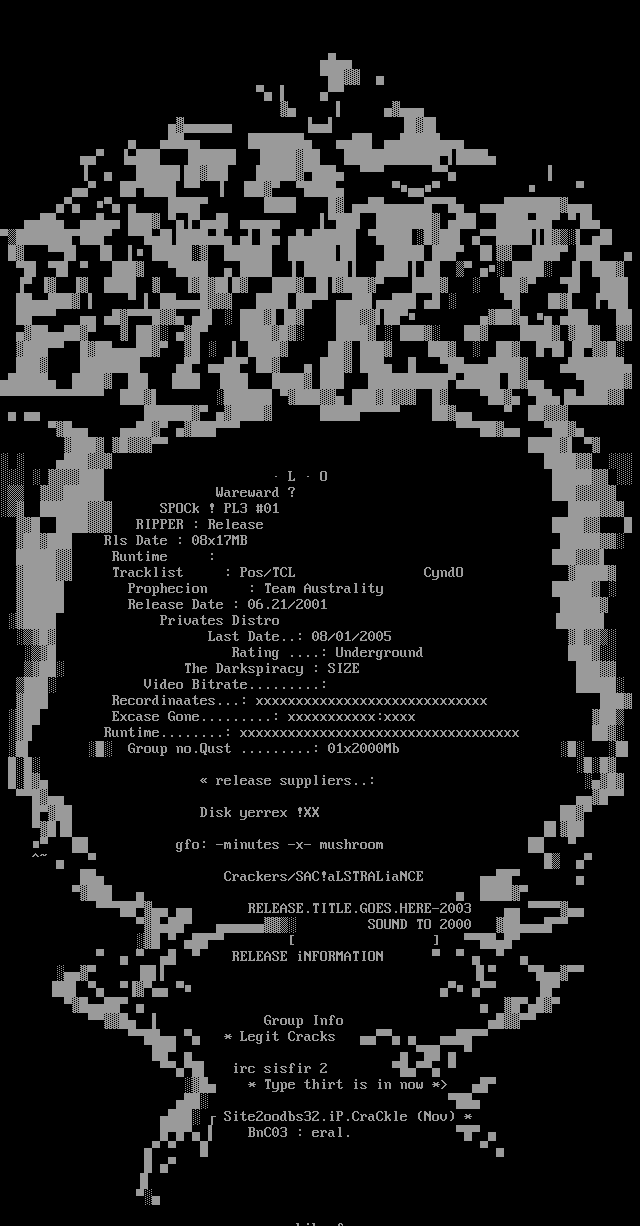 · L · O
Wareward ?
SPOCk ! PL3 #01
RIPPER : Release
Rls Date : 08x17MB
Runtime     :
Tracklist     : Pos/TCL                CyndO
Prophecion     : Team Australity
Release Date : 06.21/2001
Privates Distro
Last Date..: 08/01/2005
Rating ....: Underground
The Darkspiracy : SIZE
Video Bitrate.........:
Recordinaates...: xxxxxxxxxxxxxxxxxxxxxxxxxxxxx
Excase Gone.........: xxxxxxxxxxx:xxxx
Runtime........: xxxxxxxxxxxxxxxxxxxxxxxxxxxxxxxxxxx
Group no.Qust .........: 01x2000Mb
« release suppliers..:
Disk yerrex !XX
gfo: -minutes -x- mushroom
Crackers/SAC!aLSTRALiaNCE
RELEASE.TITLE.GOES.HERE-2003
SOUND TO 2000
[                 ]
RELEASE iNFORMATION
Group Info
* Legit Cracks
irc sisfir 2
* Type thirt is in now *>
┌ Site2oodbs32.iP.CraCkle (Nov) *
BnC03 : eral.